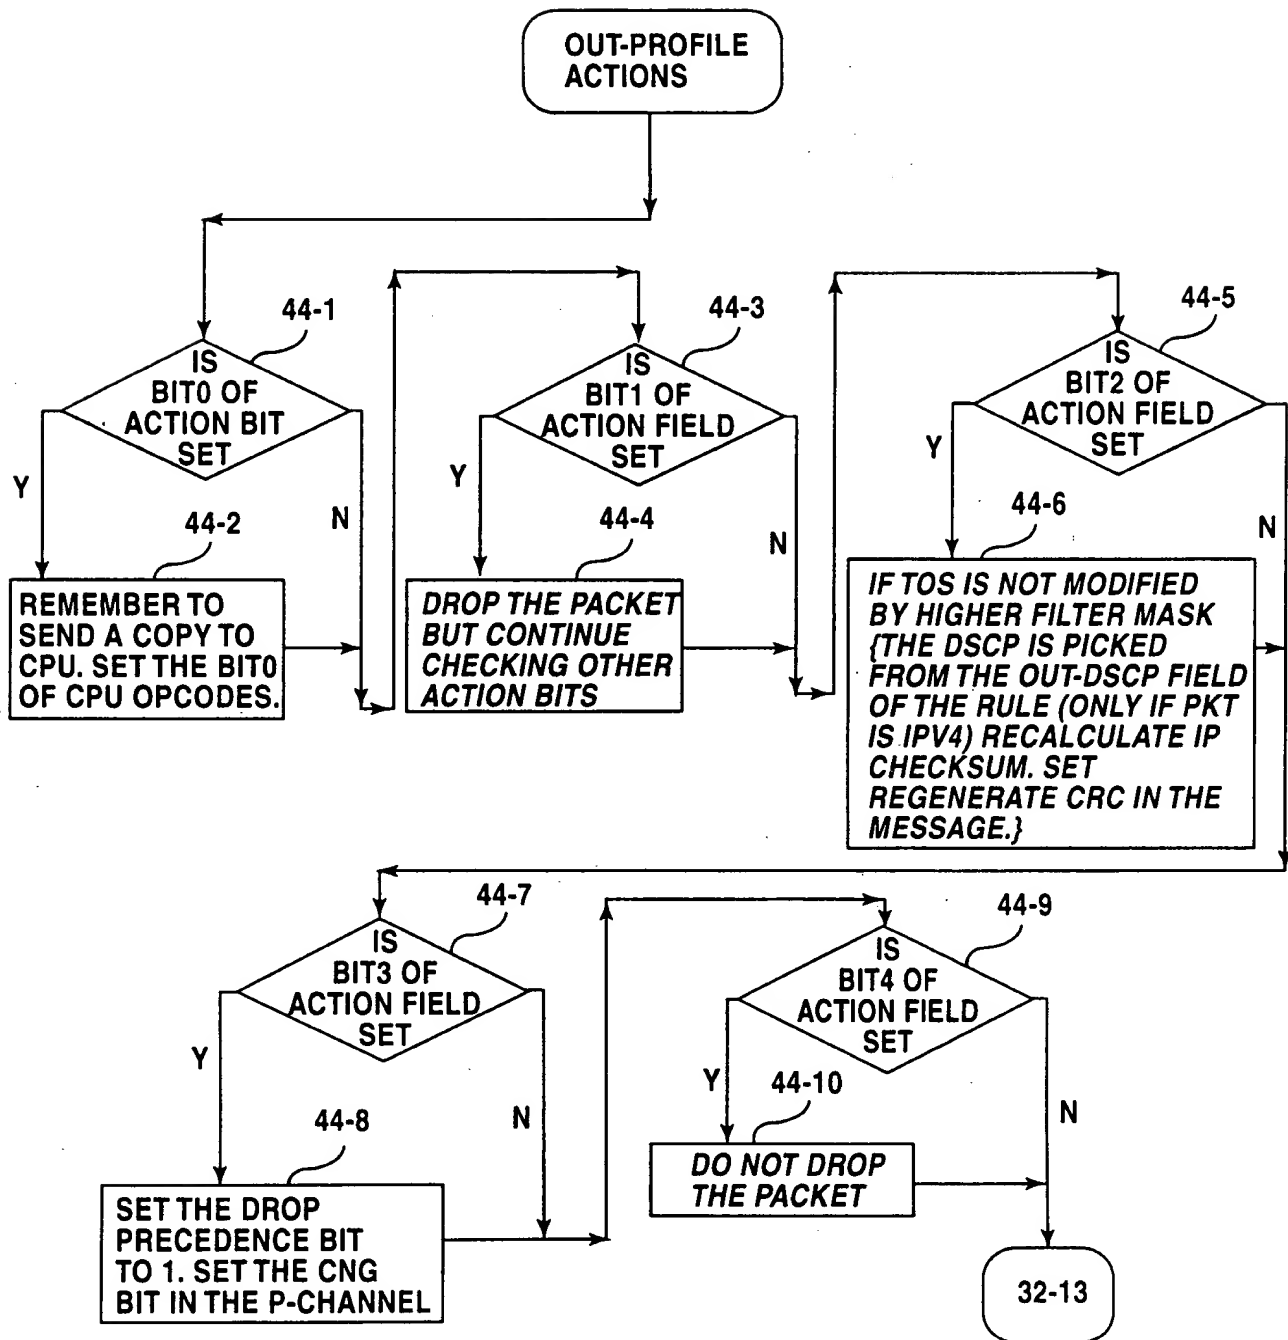 OUT-PROFILE
ACTIONS
44-1
IS
BIT0 OF
ACTION BIT
SET
Y
N
44-2
REMEMBER TO
SEND A COPY TO
CPU. SET THE BIT0
OF CPU OPCODES.
44-3
IS
BIT1 OF
ACTION FIELD
SET
Y
N
44-4
DROP THE PACKET
BUT CONTINUE
CHECKING OTHER
ACTION BITS
44-5
IS
BIT2 OF
ACTION FIELD
SET
Y
N
44-6
IF TOS IS NOT MODIFIED
BY HIGHER FILTER MASK
{THE DSCP IS PICKED
FROM THE OUT-DSCP FIELD
OF THE RULE (ONLY IF PKT
IS IPV4) RECALCULATE IP
CHECKSUM. SET
REGENERATE CRC IN THE
MESSAGE.}
44-7
IS
BIT3 OF
ACTION FIELD
SET
Y
N
44-8
SET THE DROP
PRECEDENCE BIT
TO 1. SET THE CNG
BIT IN THE P-CHANNEL
44-9
IS
BIT4 OF
ACTION FIELD
SET
Y
N
44-10
DO NOT DROP
THE PACKET
32-13